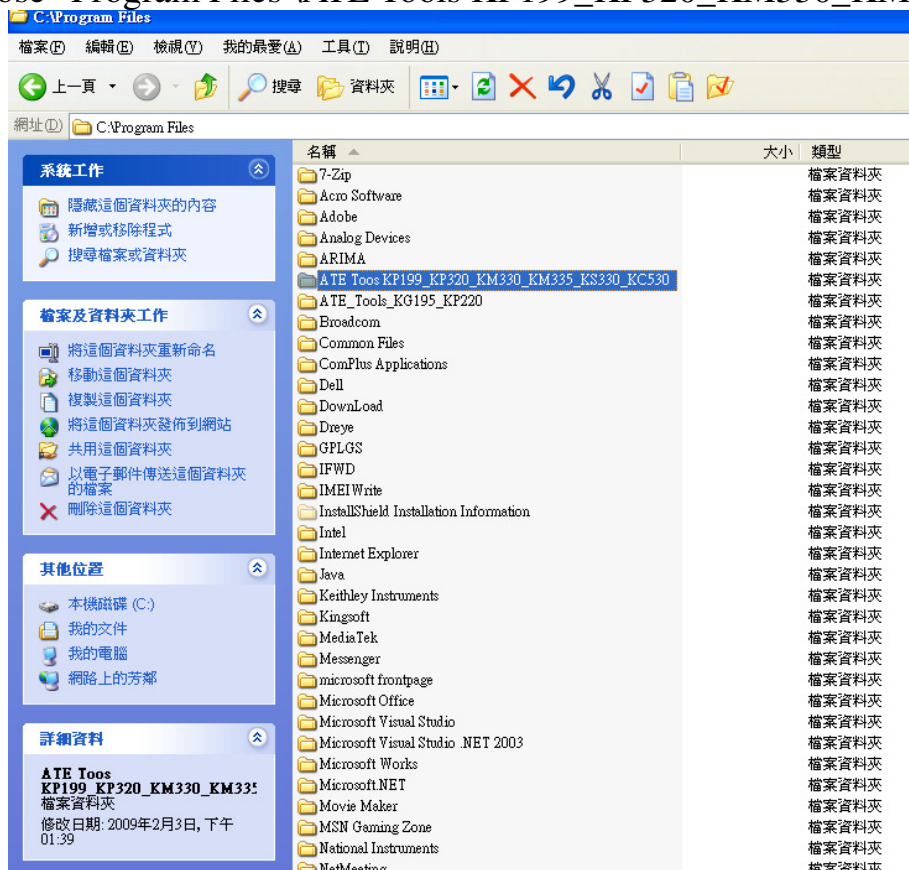 ose "Program Files \ATE Tools KP199_KP320_KM330_KM
C:\Program Files
檔案(F) 編輯(E) 檢視(V) 我的最愛(A) 工具(T) 說明(H)
上一頁 搜尋 資料夾
網址(D) C:\Program Files
名稱 大小 類型
系統工作
隱藏這個資料夾的內容
新增或移除程式
搜尋檔案或資料夾
檔案及資料夾工作
將這個資料夾重新命名
移動這個資料夾
複製這個資料夾
將這個資料夾發佈到網站
共用這個資料夾
以電子郵件傳送這個資料夾
的檔案
刪除這個資料夾
其他位置
本機磁碟 (C:)
我的文件
我的電腦
網路上的芳鄰
詳細資料
ATE Toos
KP199_KP320_KM330_KM335
檔案資料夾
修改日期: 2009年2月3日, 下午
01:39
7-Zip 檔案資料夾
Acro Software 檔案資料夾
Adobe 檔案資料夾
Analog Devices 檔案資料夾
ARIMA 檔案資料夾
ATE Toos KP199_KP320_KM330_KM335_KS330_KC530 檔案資料夾
ATE_Tools_KG195_KP220 檔案資料夾
Broadcom 檔案資料夾
Common Files 檔案資料夾
ComPlus Applications 檔案資料夾
Dell 檔案資料夾
DownLoad 檔案資料夾
Dreye 檔案資料夾
GPLGS 檔案資料夾
IFWD 檔案資料夾
IMEIWrite 檔案資料夾
InstallShield Installation Information 檔案資料夾
Intel 檔案資料夾
Internet Explorer 檔案資料夾
Java 檔案資料夾
Keithley Instruments 檔案資料夾
Kingsoft 檔案資料夾
MediaTek 檔案資料夾
Messenger 檔案資料夾
microsoft frontpage 檔案資料夾
Microsoft Office 檔案資料夾
Microsoft Visual Studio 檔案資料夾
Microsoft Visual Studio .NET 2003 檔案資料夾
Microsoft Works 檔案資料夾
Microsoft.NET 檔案資料夾
Movie Maker 檔案資料夾
MSN Gaming Zone 檔案資料夾
National Instruments 檔案資料夾
NetMeeting 檔案資料夾